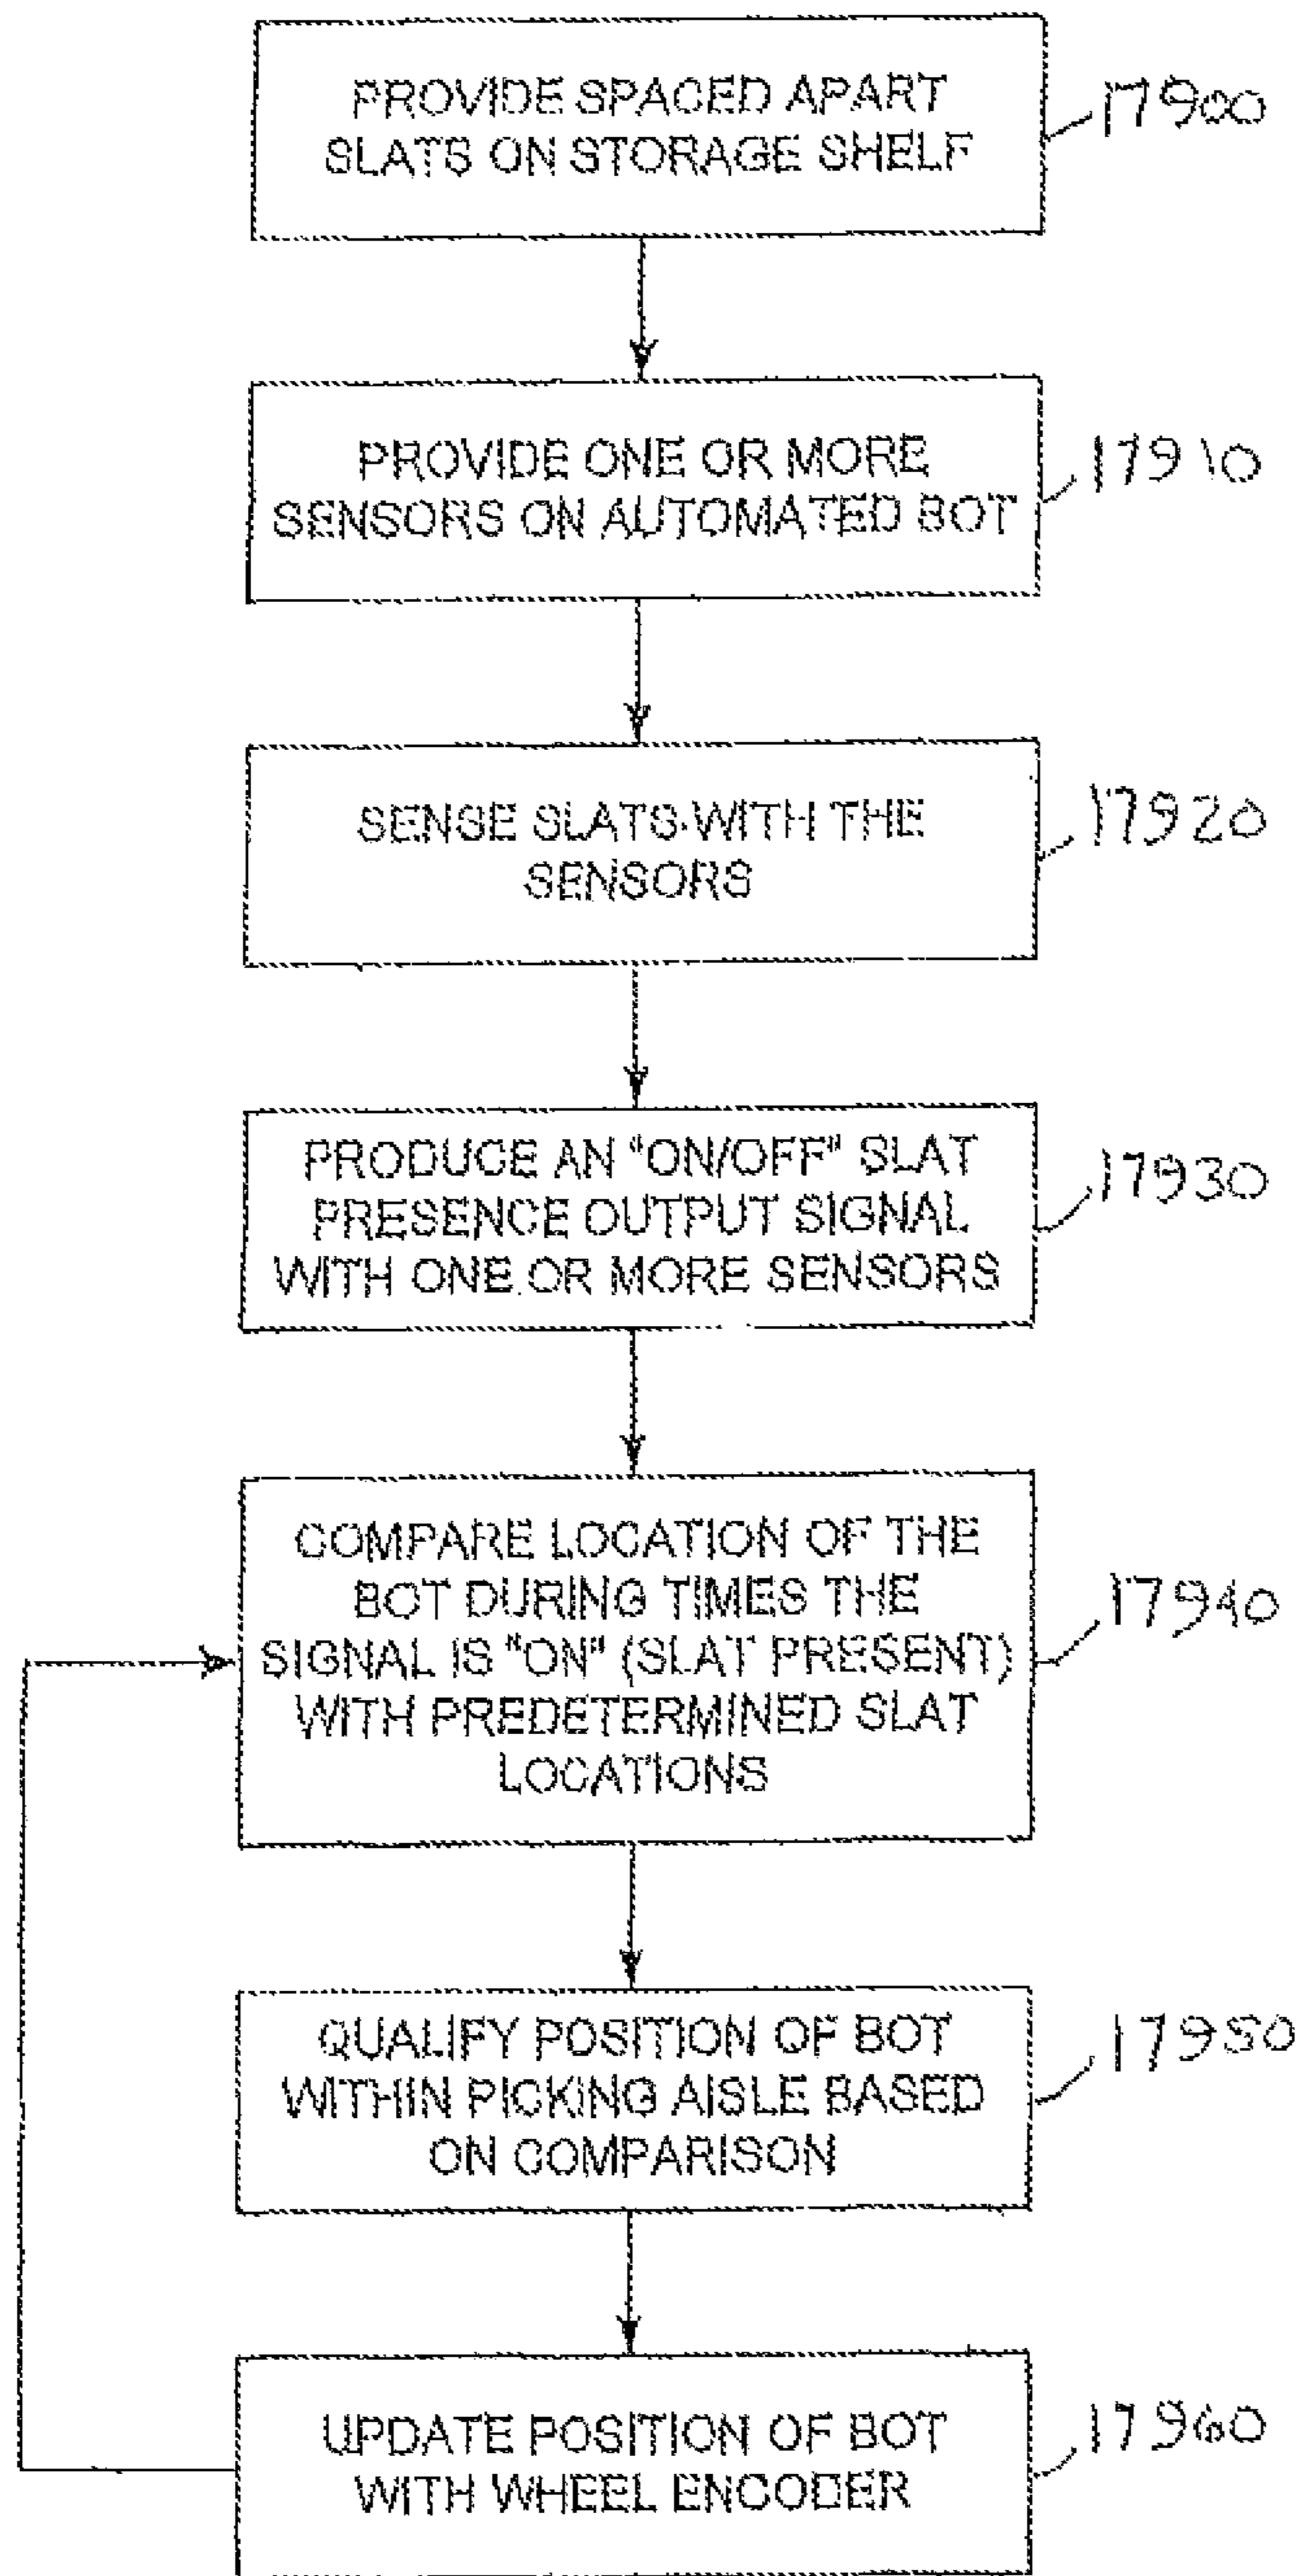 PROVIDE SPACED APART
SLATS ON STORAGE SHELF
17900
PROVIDE ONE OR MORE
SENSORS ON AUTOMATED BOT
17910
SENSE SLATS WITH THE
SENSORS
17920
PRODUCE AN "ON/OFF" SLAT
PRESENCE OUTPUT SIGNAL
WITH ONE OR MORE SENSORS
17930
COMPARE LOCATION OF THE
BOT DURING TIMES THE
SIGNAL IS "ON" (SLAT PRESENT)
WITH PREDETERMINED SLAT
LOCATIONS
17940
QUALIFY POSITION OF BOT
WITHIN PICKING AISLE BASED
ON COMPARISON
17950
UPDATE POSITION OF BOT
WITH WHEEL ENCODER
17960